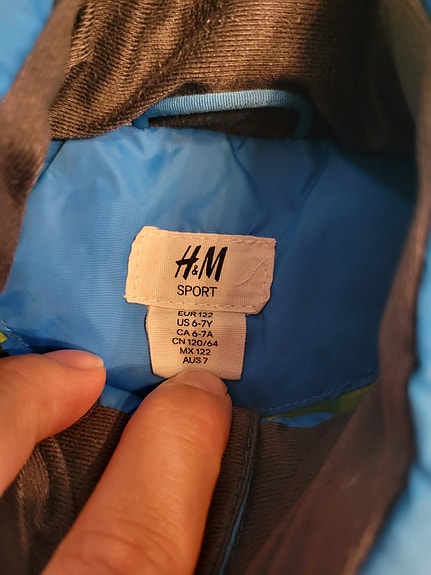 H&M
SPORT
EUR 122
US 6-7Y
CA 6-7A
CN 120/64
MX 122
AUS 7